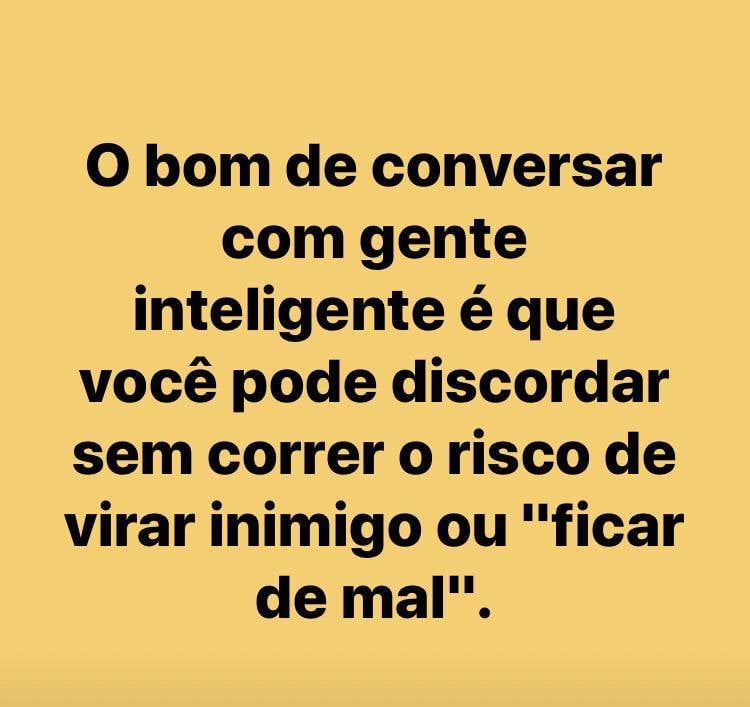 O bom de conversar
com gente
inteligente é que
você pode discordar
sem correr o risco de
virar inimigo ou "ficar
de mal".